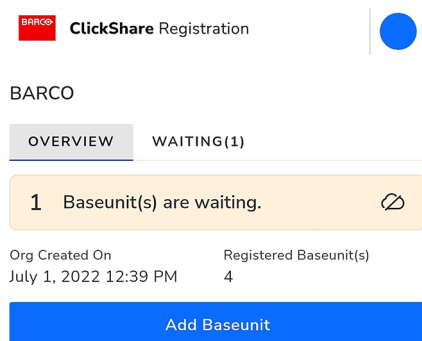 BARCO
ClickShare Registration
BARCO
OVERVIEW WAITING(1)
1 Baseunit(s) are waiting.
Org Created On Registered Baseunit(s)
July 1, 2022 12:39 PM 4
Add Baseunit